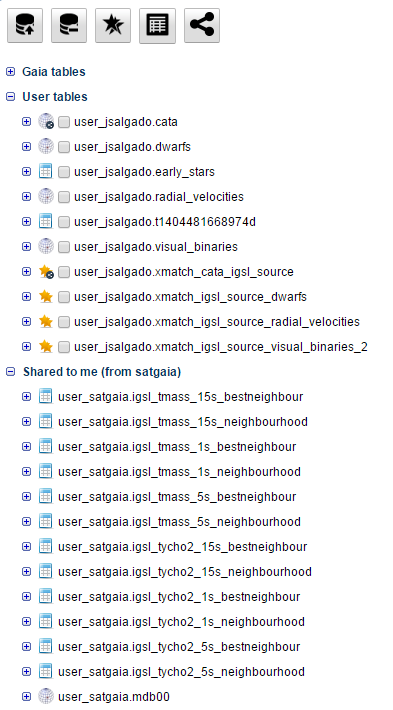 Gaia tables
User tables
user_jsalgado.cata
user_jsalgado.dwarfs
user_jsalgado.early_stars
user_jsalgado.radial_velocities
user_jsalgado.t1404481668974d
user_jsalgado.visual_binaries
user_jsalgado.xmatch_cata_igsl_source
user_jsalgado.xmatch_igsl_source_dwarfs
user_jsalgado.xmatch_igsl_source_radial_velocities
user_jsalgado.xmatch_igsl_source_visual_binaries_2
Shared to me (from satgaia)
user_satgaia.igsl_tmass_15s_bestneighbour
user_satgaia.igsl_tmass_15s_neighbourhood
user_satgaia.igsl_tmass_1s_bestneighbour
user_satgaia.igsl_tmass_1s_neighbourhood
user_satgaia.igsl_tmass_5s_bestneighbour
user_satgaia.igsl_tmass_5s_neighbourhood
user_satgaia.igsl_tycho2_15s_bestneighbour
user_satgaia.igsl_tycho2_15s_neighbourhood
user_satgaia.igsl_tycho2_1s_bestneighbour
user_satgaia.igsl_tycho2_1s_neighbourhood
user_satgaia.igsl_tycho2_5s_bestneighbour
user_satgaia.igsl_tycho2_5s_neighbourhood
user_satgaia.mdb00